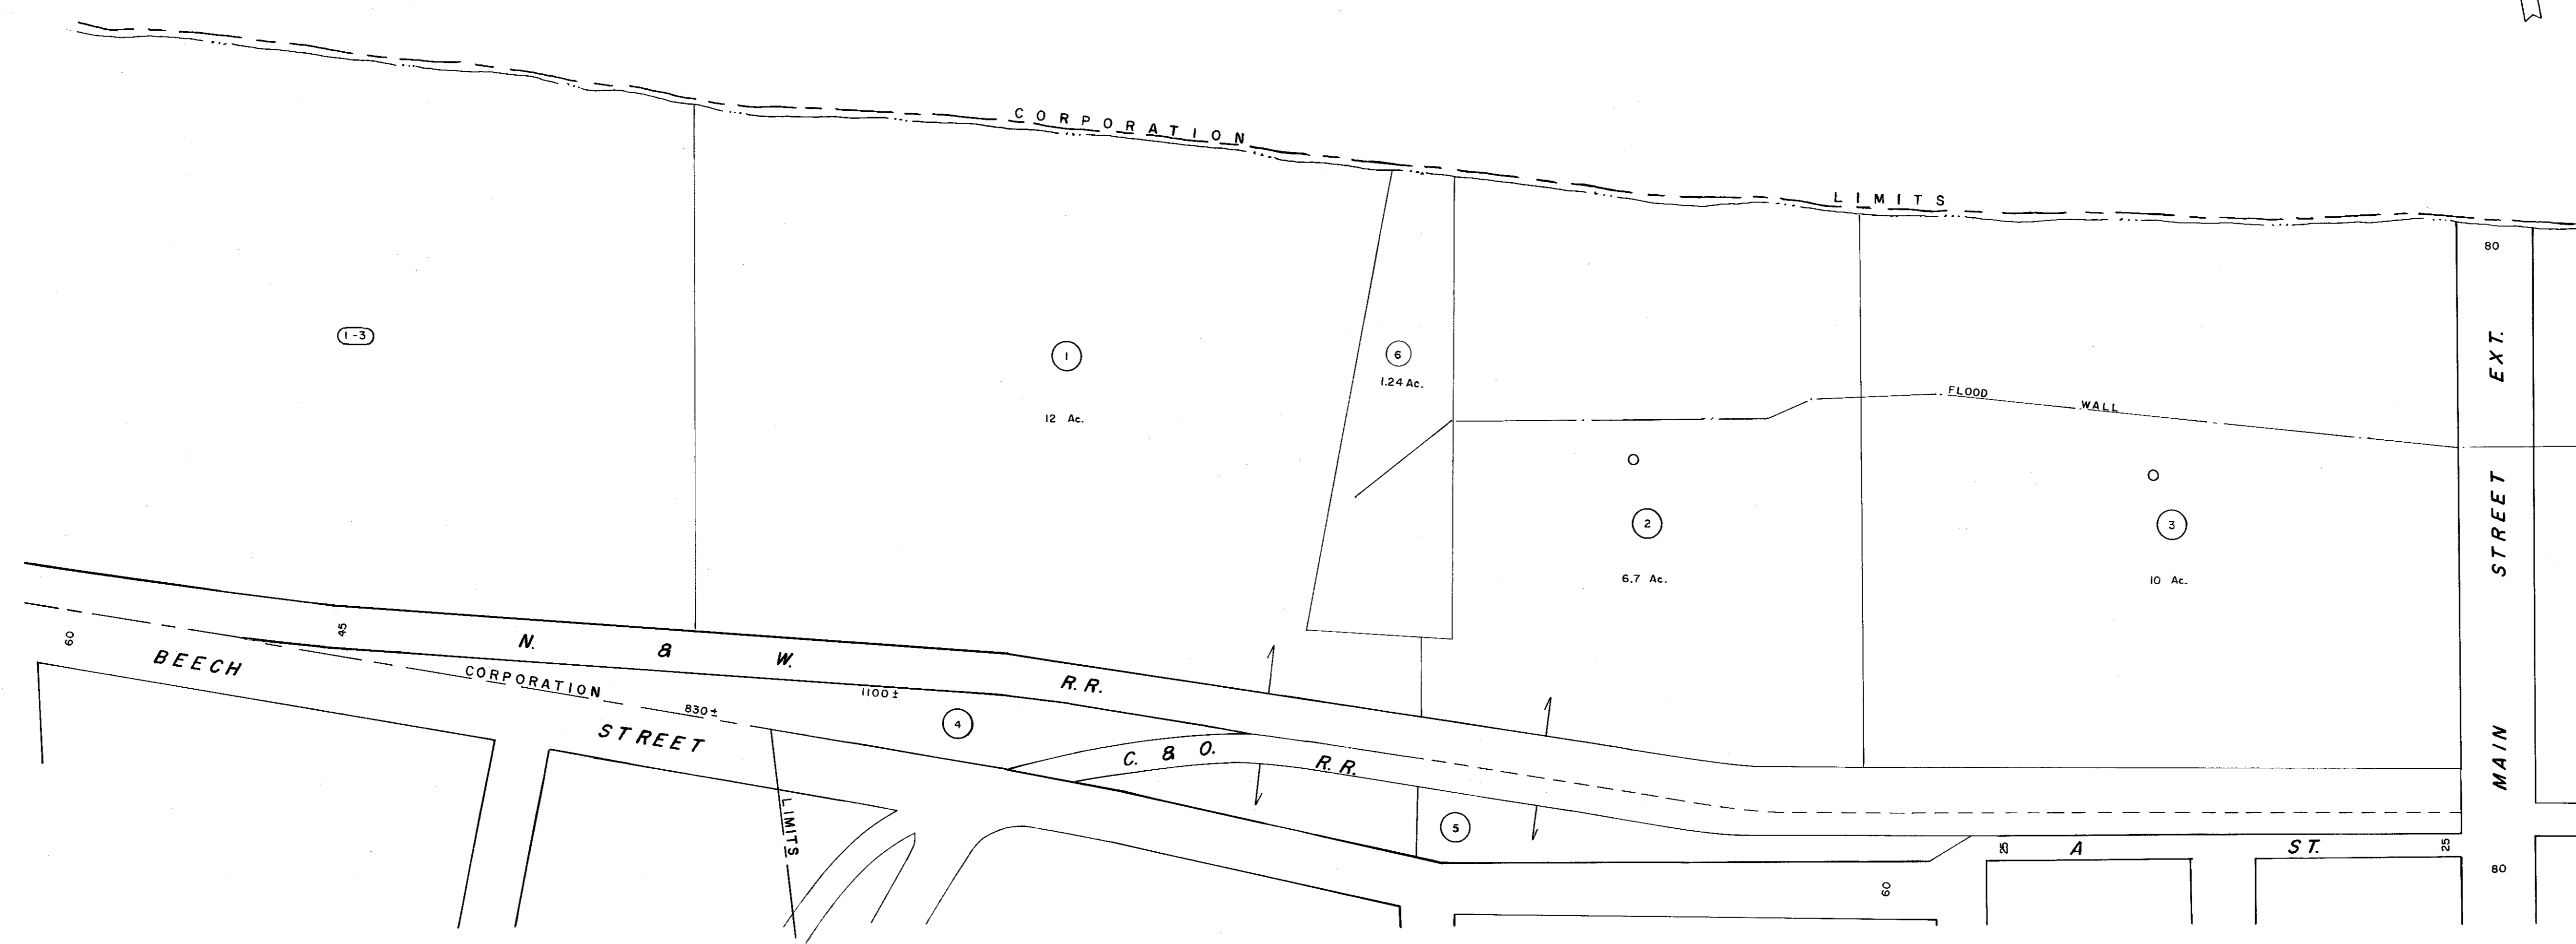 CORPORATION LIMITS
80
1-3
1
12 Ac.
6
1.24 Ac.
FLOOD WALL
2
6.7 Ac.
3
10 Ac.
MAIN STREET EXT.
60
45
BEECH STREET
N. & W. R.R.
CORPORATION LIMITS
830±
1100±
4
C. & O. R.R.
5
60
25
A ST.
25
80